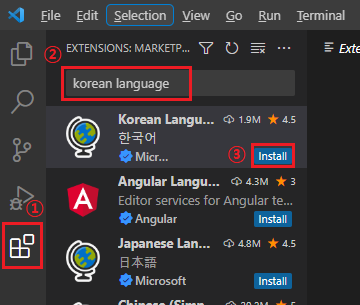 File Edit Selection View Go Run Terminal
EXTENSIONS: MARKETP...
Exte
②
korean language
Korean Langu... 1.9M 4.5
한국어
Micr...
③
Install
Angular Langu... 4.3M 3
Editor services for Angular te...
Angular
Install
①
Japanese Lan... 4.8M 4.5
日本語
Microsoft
Install